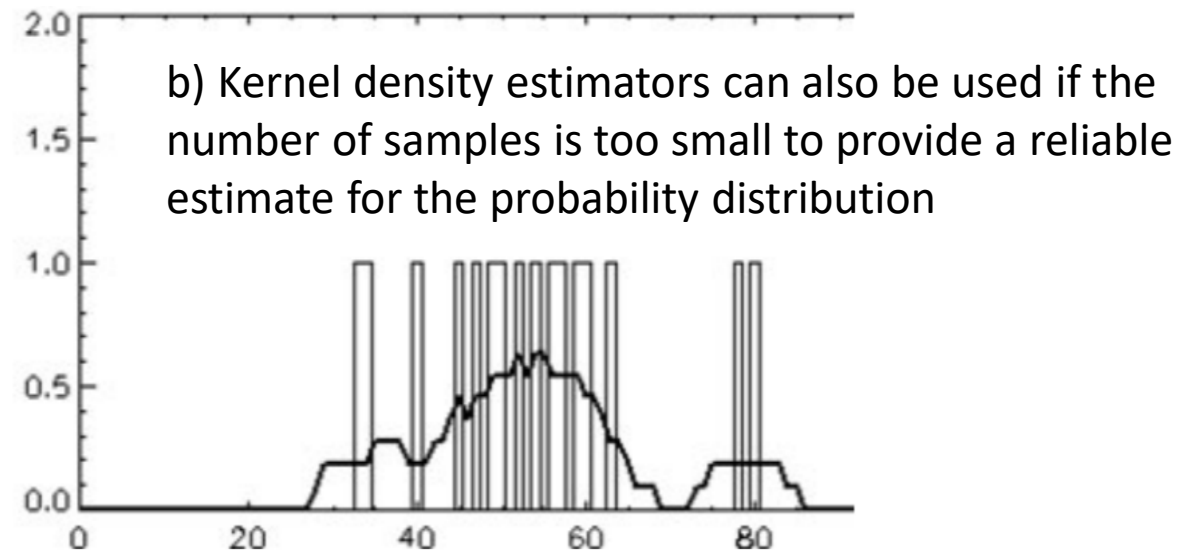 2.0
b) Kernel density estimators can also be used if the
1.5
number of samples is too small to provide a reliable
estimate for the probability distribution
1.0
0.5
0.0
0 20 40 60 80